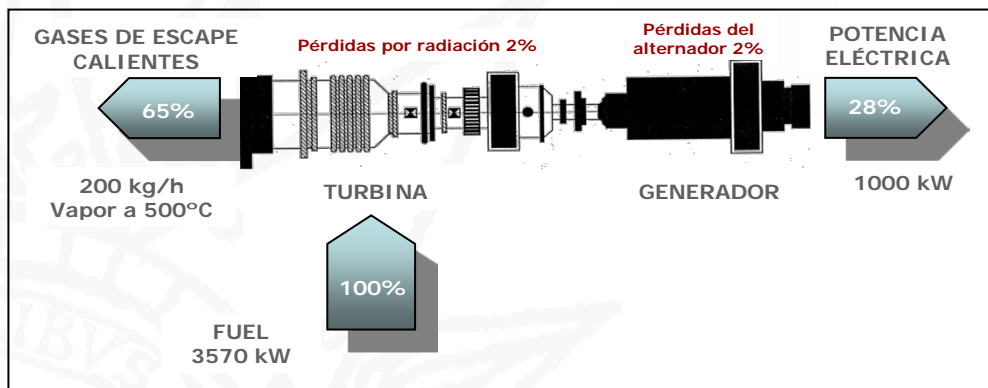 GASES DE ESCAPE
CALIENTES
Pérdidas por radiación 2%
Pérdidas del
alternador 2%
POTENCIA
ELÉCTRICA
65%
28%
200 kg/h
Vapor a 500ºC
TURBINA
GENERADOR
1000 kW
100%
FUEL
3570 kW